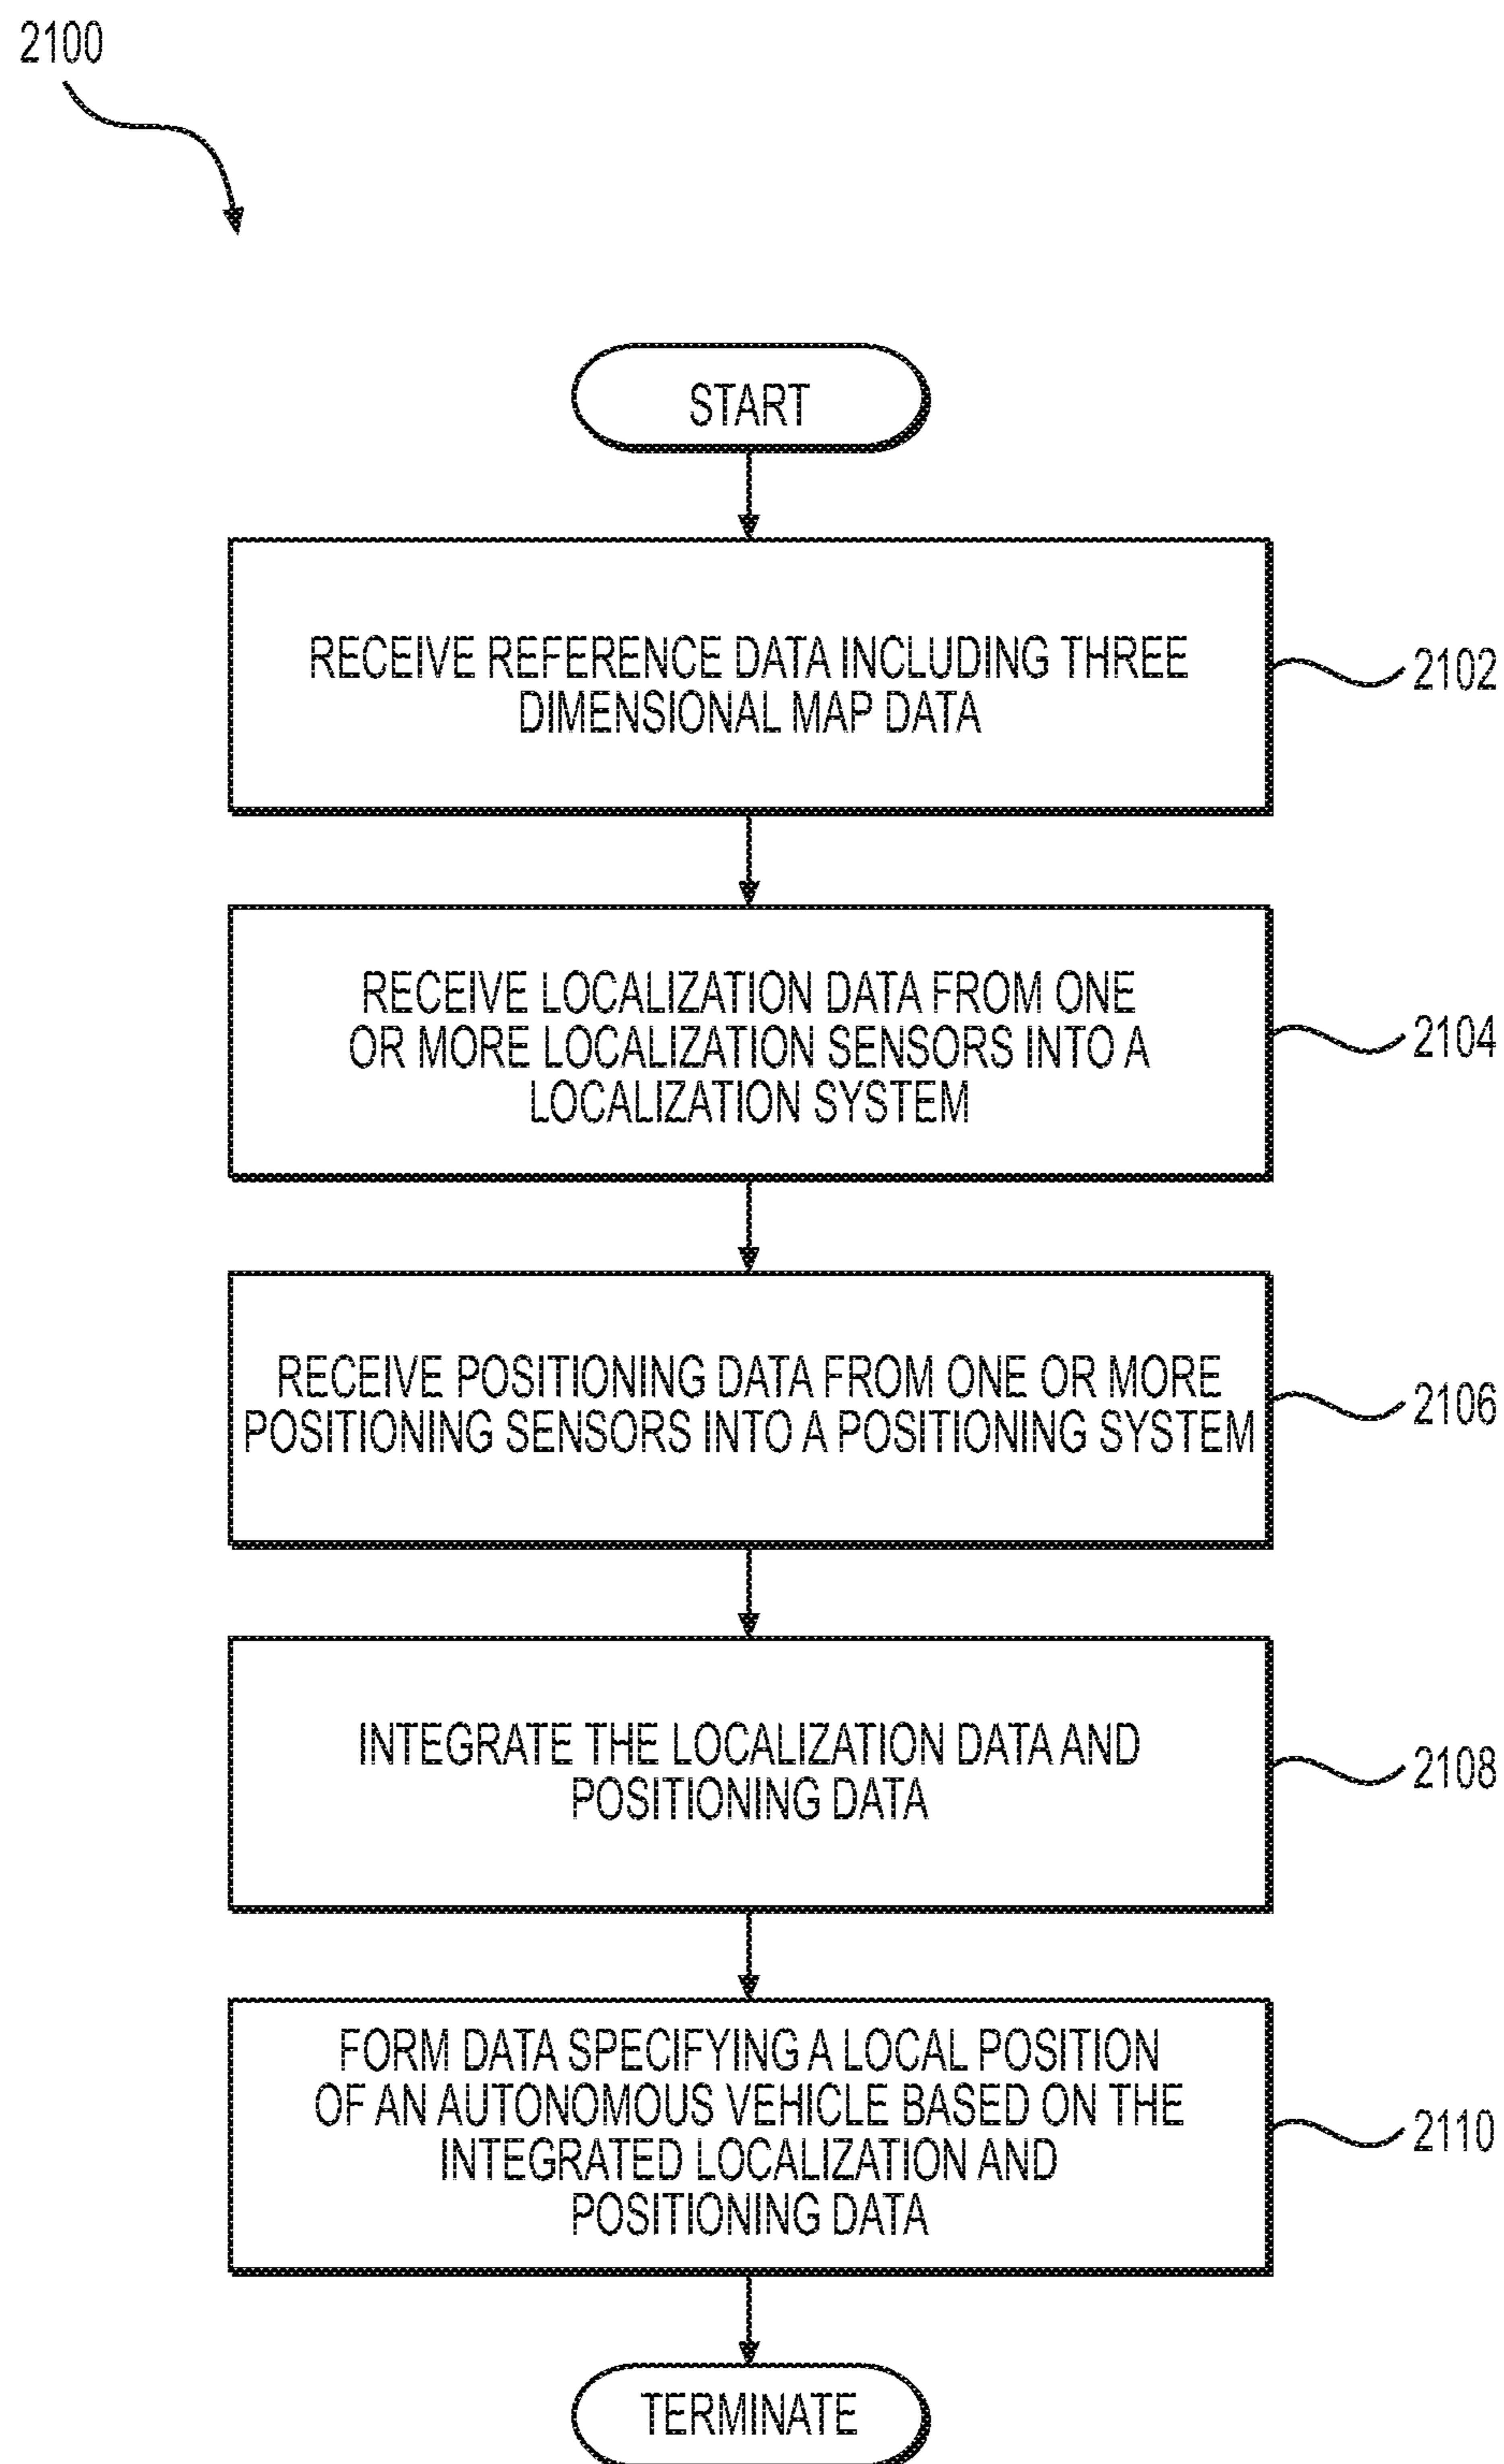 2100
START
RECEIVE REFERENCE DATA INCLUDING THREE
DIMENSIONAL MAP DATA
2102
RECEIVE LOCALIZATION DATA FROM ONE
OR MORE LOCALIZATION SENSORS INTO A
LOCALIZATION SYSTEM
2104
RECEIVE POSITIONING DATA FROM ONE OR MORE
POSITIONING SENSORS INTO A POSITIONING SYSTEM
2106
INTEGRATE THE LOCALIZATION DATA AND
POSITIONING DATA
2108
FORM DATA SPECIFYING A LOCAL POSITION
OF AN AUTONOMOUS VEHICLE BASED ON THE
INTEGRATED LOCALIZATION AND
POSITIONING DATA
2110
TERMINATE